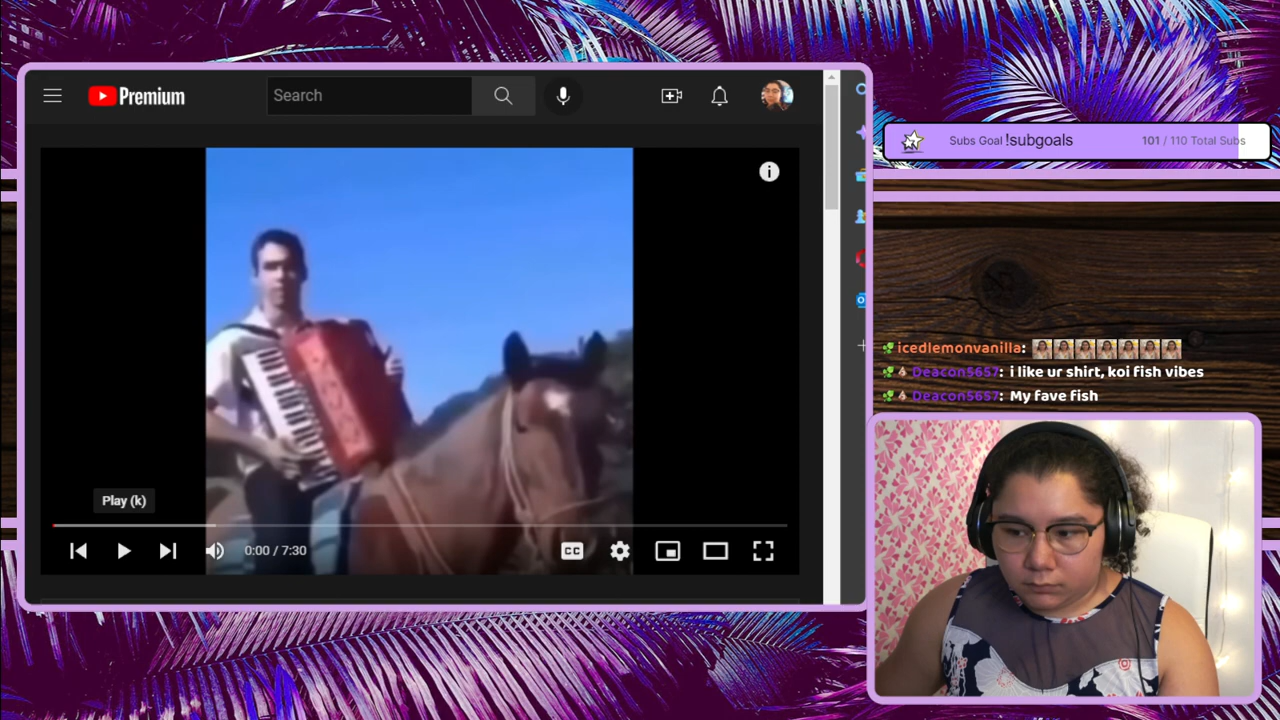 Premium
Search
Play (k)
0:00 / 7:30
CC
Subs Goal !subgoals 101 / 110 Total Subs
icedlemonvanilla:
Deacon5657: i like ur shirt, koi fish vibes
Deacon5657: My fave fish